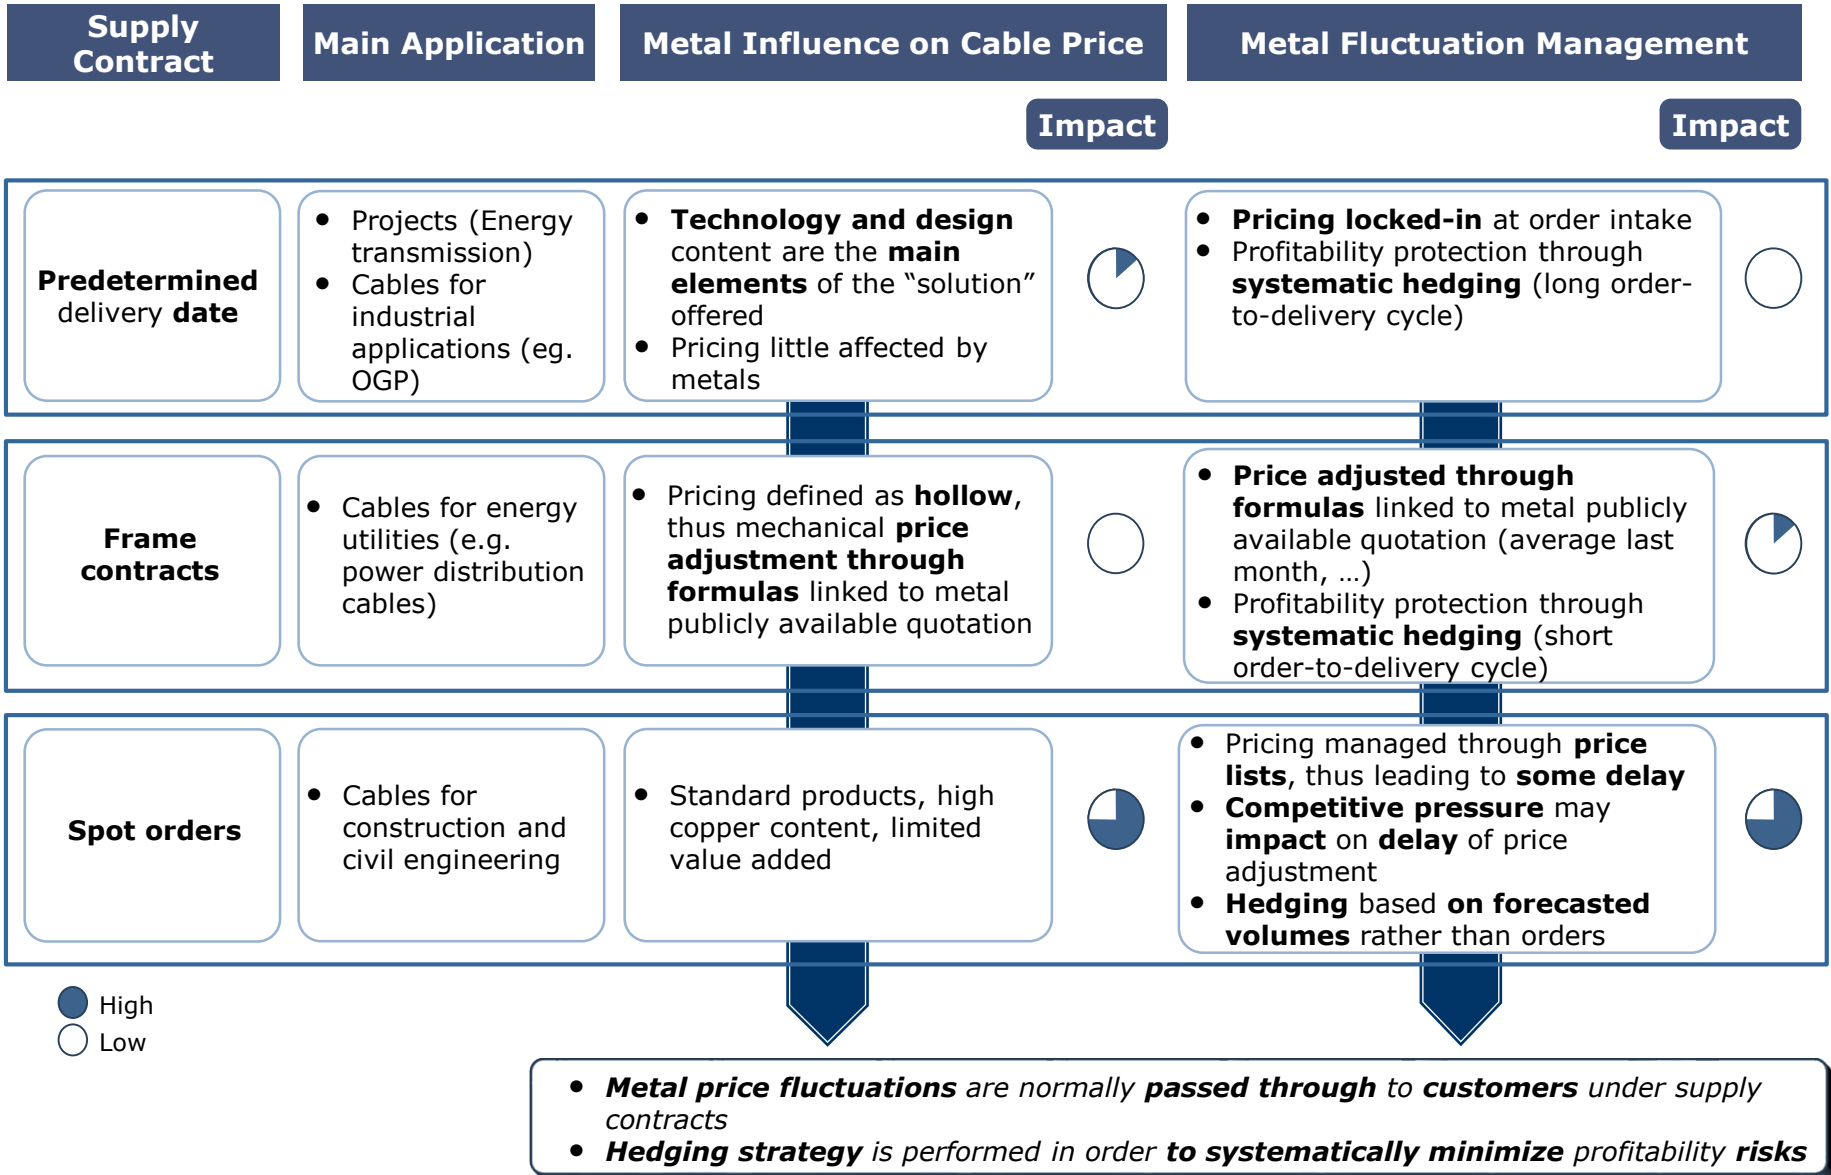 Supply
Contract
Main Application
Metal Influence on Cable Price
Metal Fluctuation Management
Impact
Impact
Predetermined
delivery date
• Projects (Energy
transmission)
• Cables for
industrial
applications (eg.
OGP)
• Technology and design
content are the main
elements of the “solution”
offered
• Pricing little affected by
metals
• Pricing locked-in at order intake
• Profitability protection through
systematic hedging (long order-
to-delivery cycle)
Frame
contracts
• Cables for energy
utilities (e.g.
power distribution
cables)
• Pricing defined as hollow,
thus mechanical price
adjustment through
formulas linked to metal
publicly available quotation
• Price adjusted through
formulas linked to metal publicly
available quotation (average last
month, …)
• Profitability protection through
systematic hedging (short
order-to-delivery cycle)
Spot orders
• Cables for
construction and
civil engineering
• Standard products, high
copper content, limited
value added
• Pricing managed through price
lists, thus leading to some delay
• Competitive pressure may
impact on delay of price
adjustment
• Hedging based on forecasted
volumes rather than orders
High
Low
• Metal price fluctuations are normally passed through to customers under supply
contracts
• Hedging strategy is performed in order to systematically minimize profitability risks